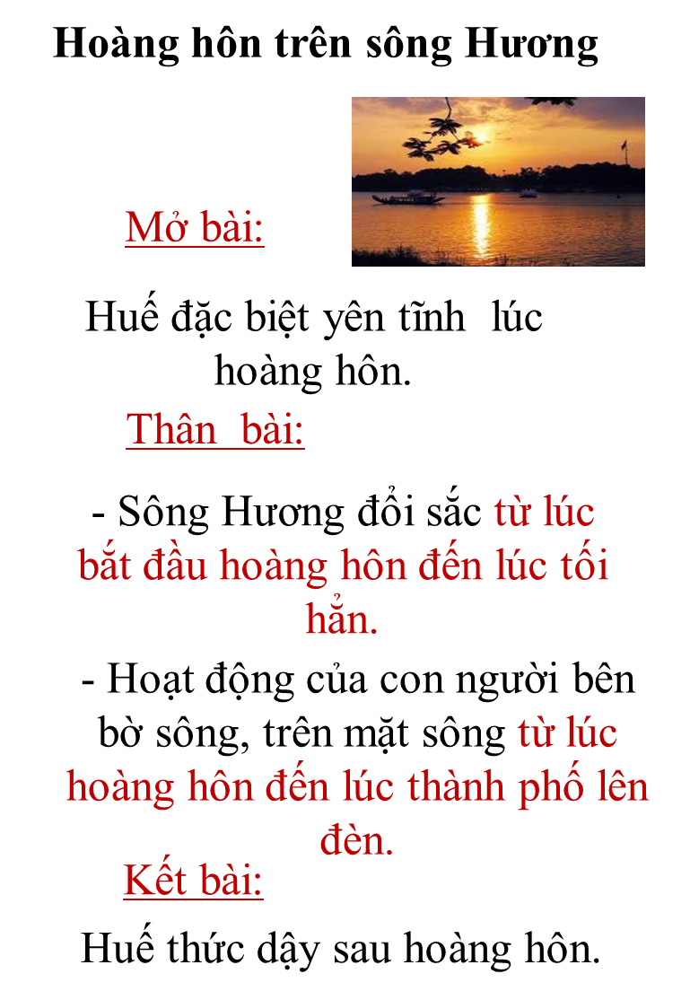 Hoàng hôn trên sông Hương
Mở bài:
Huế đặc biệt yên tĩnh lúc
hoàng hôn.
Thân bài:
- Sông Hương đổi sắc từ lúc
bắt đầu hoàng hôn đến lúc tối
hẳn.
- Hoạt động của con người bên
bờ sông, trên mặt sông từ lúc
hoàng hôn đến lúc thành phố lên
đèn.
Kết bài:
Huế thức dậy sau hoàng hôn.